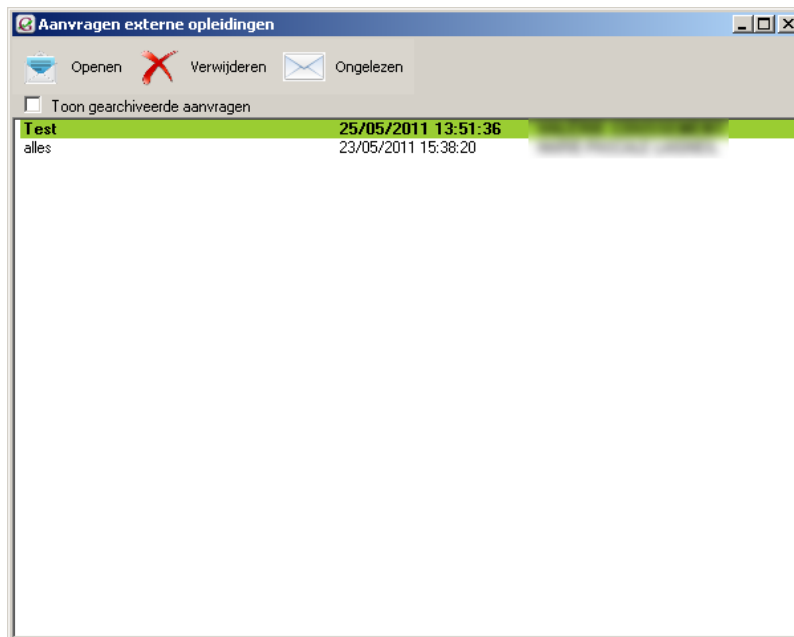 Aanvragen externe opleidingen
Openen Verwijderen Ongelezen
Toon gearchiveerde aanvragen
Test 25/05/2011 13:51:36
alles 23/05/2011 15:38:20